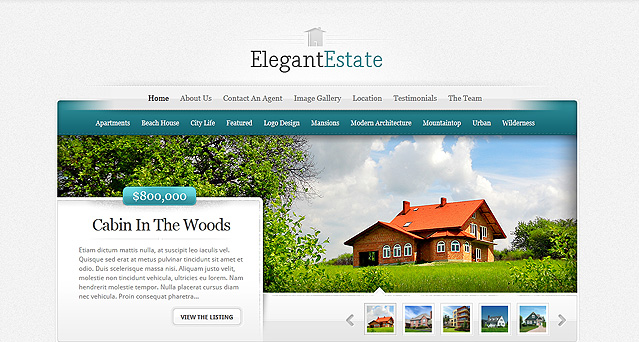 ElegantEstate
Home About Us Contact An Agent Image Gallery Location Testimonials The Team
Apartments Beach House City Life Featured Logo Design Mansions Modern Architecture Mountaintop Urban Wilderness
$800,000
Cabin In The Woods
Etiam dictum mattis nulla, at suscipit leo iaculis vel.
Quisque sed erat at metus pulvinar tincidunt sit amet et
odio. Duis scelerisque massa nisi. Aliquam justo velit,
molestie non tincidunt vehicula, ultricies eu lorem. Nam
hendrerit molestie tempor. Nulla placerat cursus diam
nec vehicula. Proin consequat pharetra...
VIEW THE LISTING